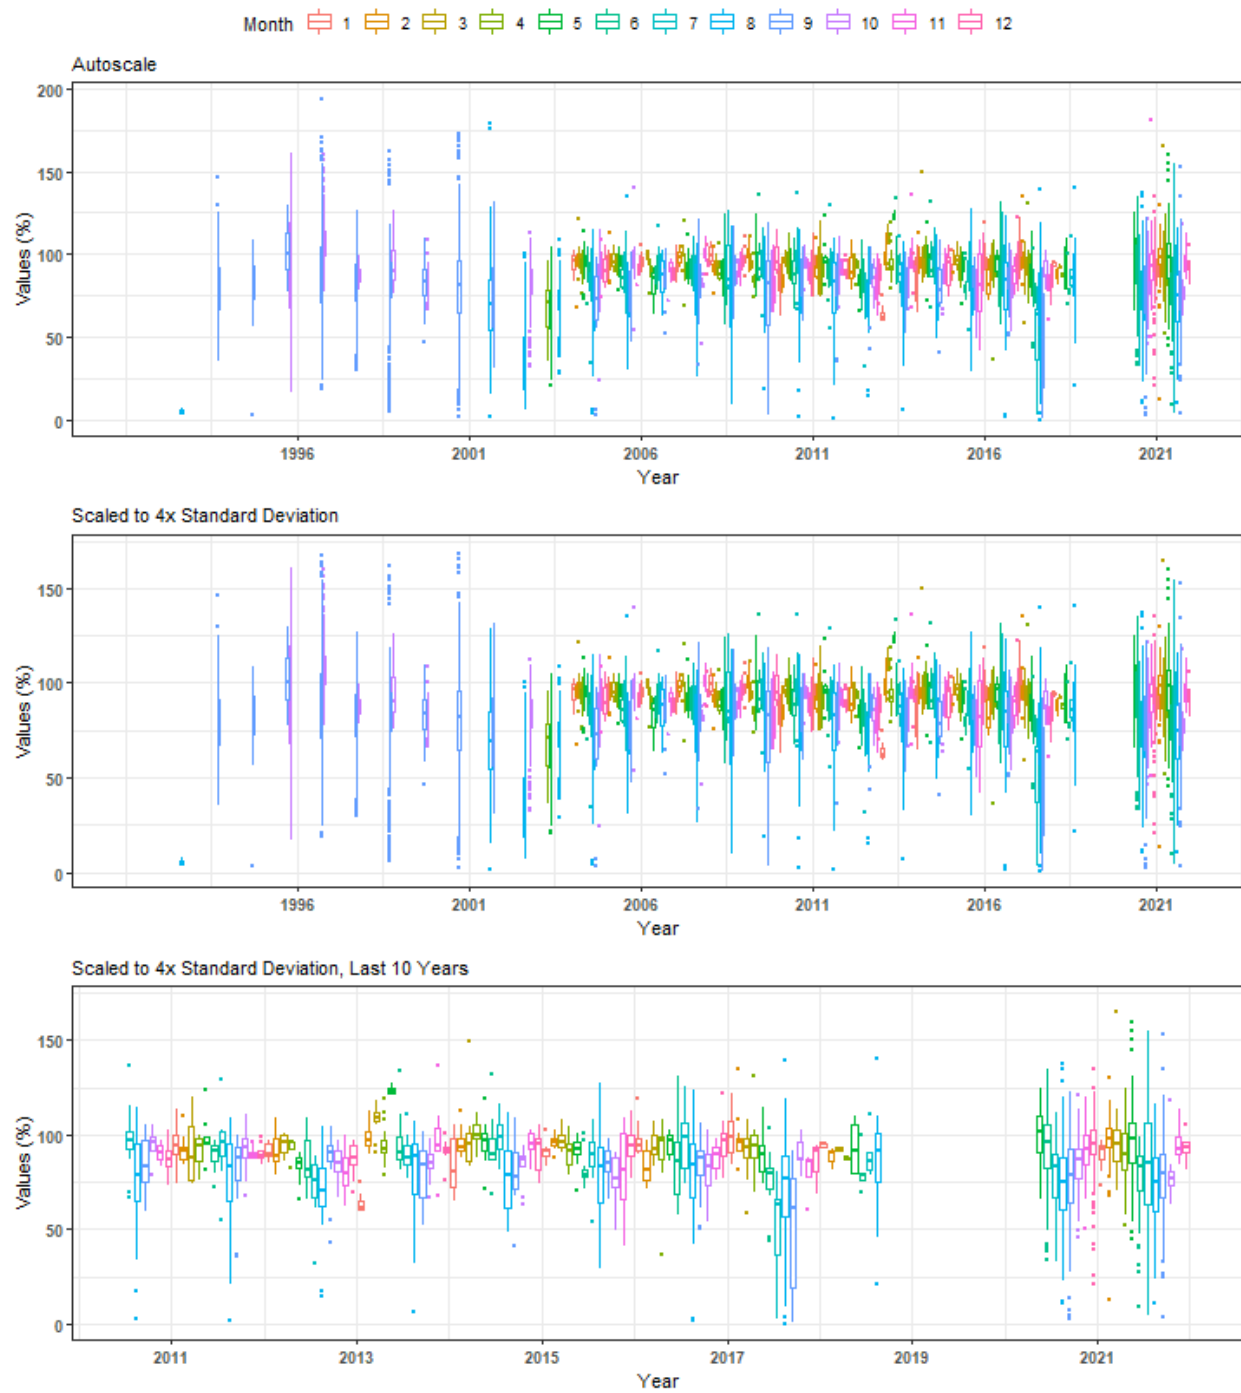 Month 1 2 3 4 5 6 7 8 9 10 11 12
Autoscale
200
150
100
50
0
Values (%)
1996 2001 2006 2011 2016 2021
Year
Scaled to 4x Standard Deviation
150
100
50
0
Values (%)
1996 2001 2006 2011 2016 2021
Year
Scaled to 4x Standard Deviation, Last 10 Years
150
100
50
0
Values (%)
2011 2013 2015 2017 2019 2021
Year